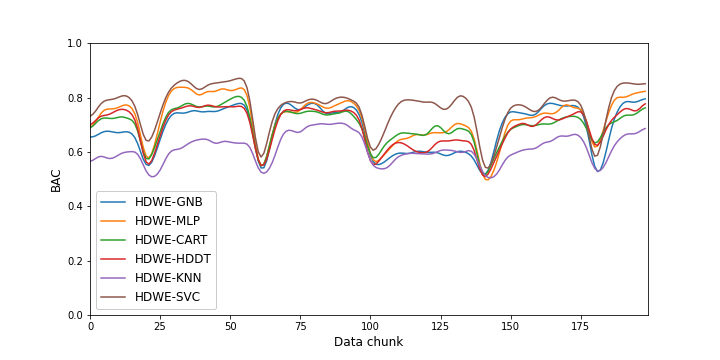 1.0
0.8
0.6
0.4
0.2
0.0
BAC
HDWE-GNB
HDWE-MLP
HDWE-CART
HDWE-HDDT
HDWE-KNN
HDWE-SVC
0 25 50 75 100 125 150 175
Data chunk